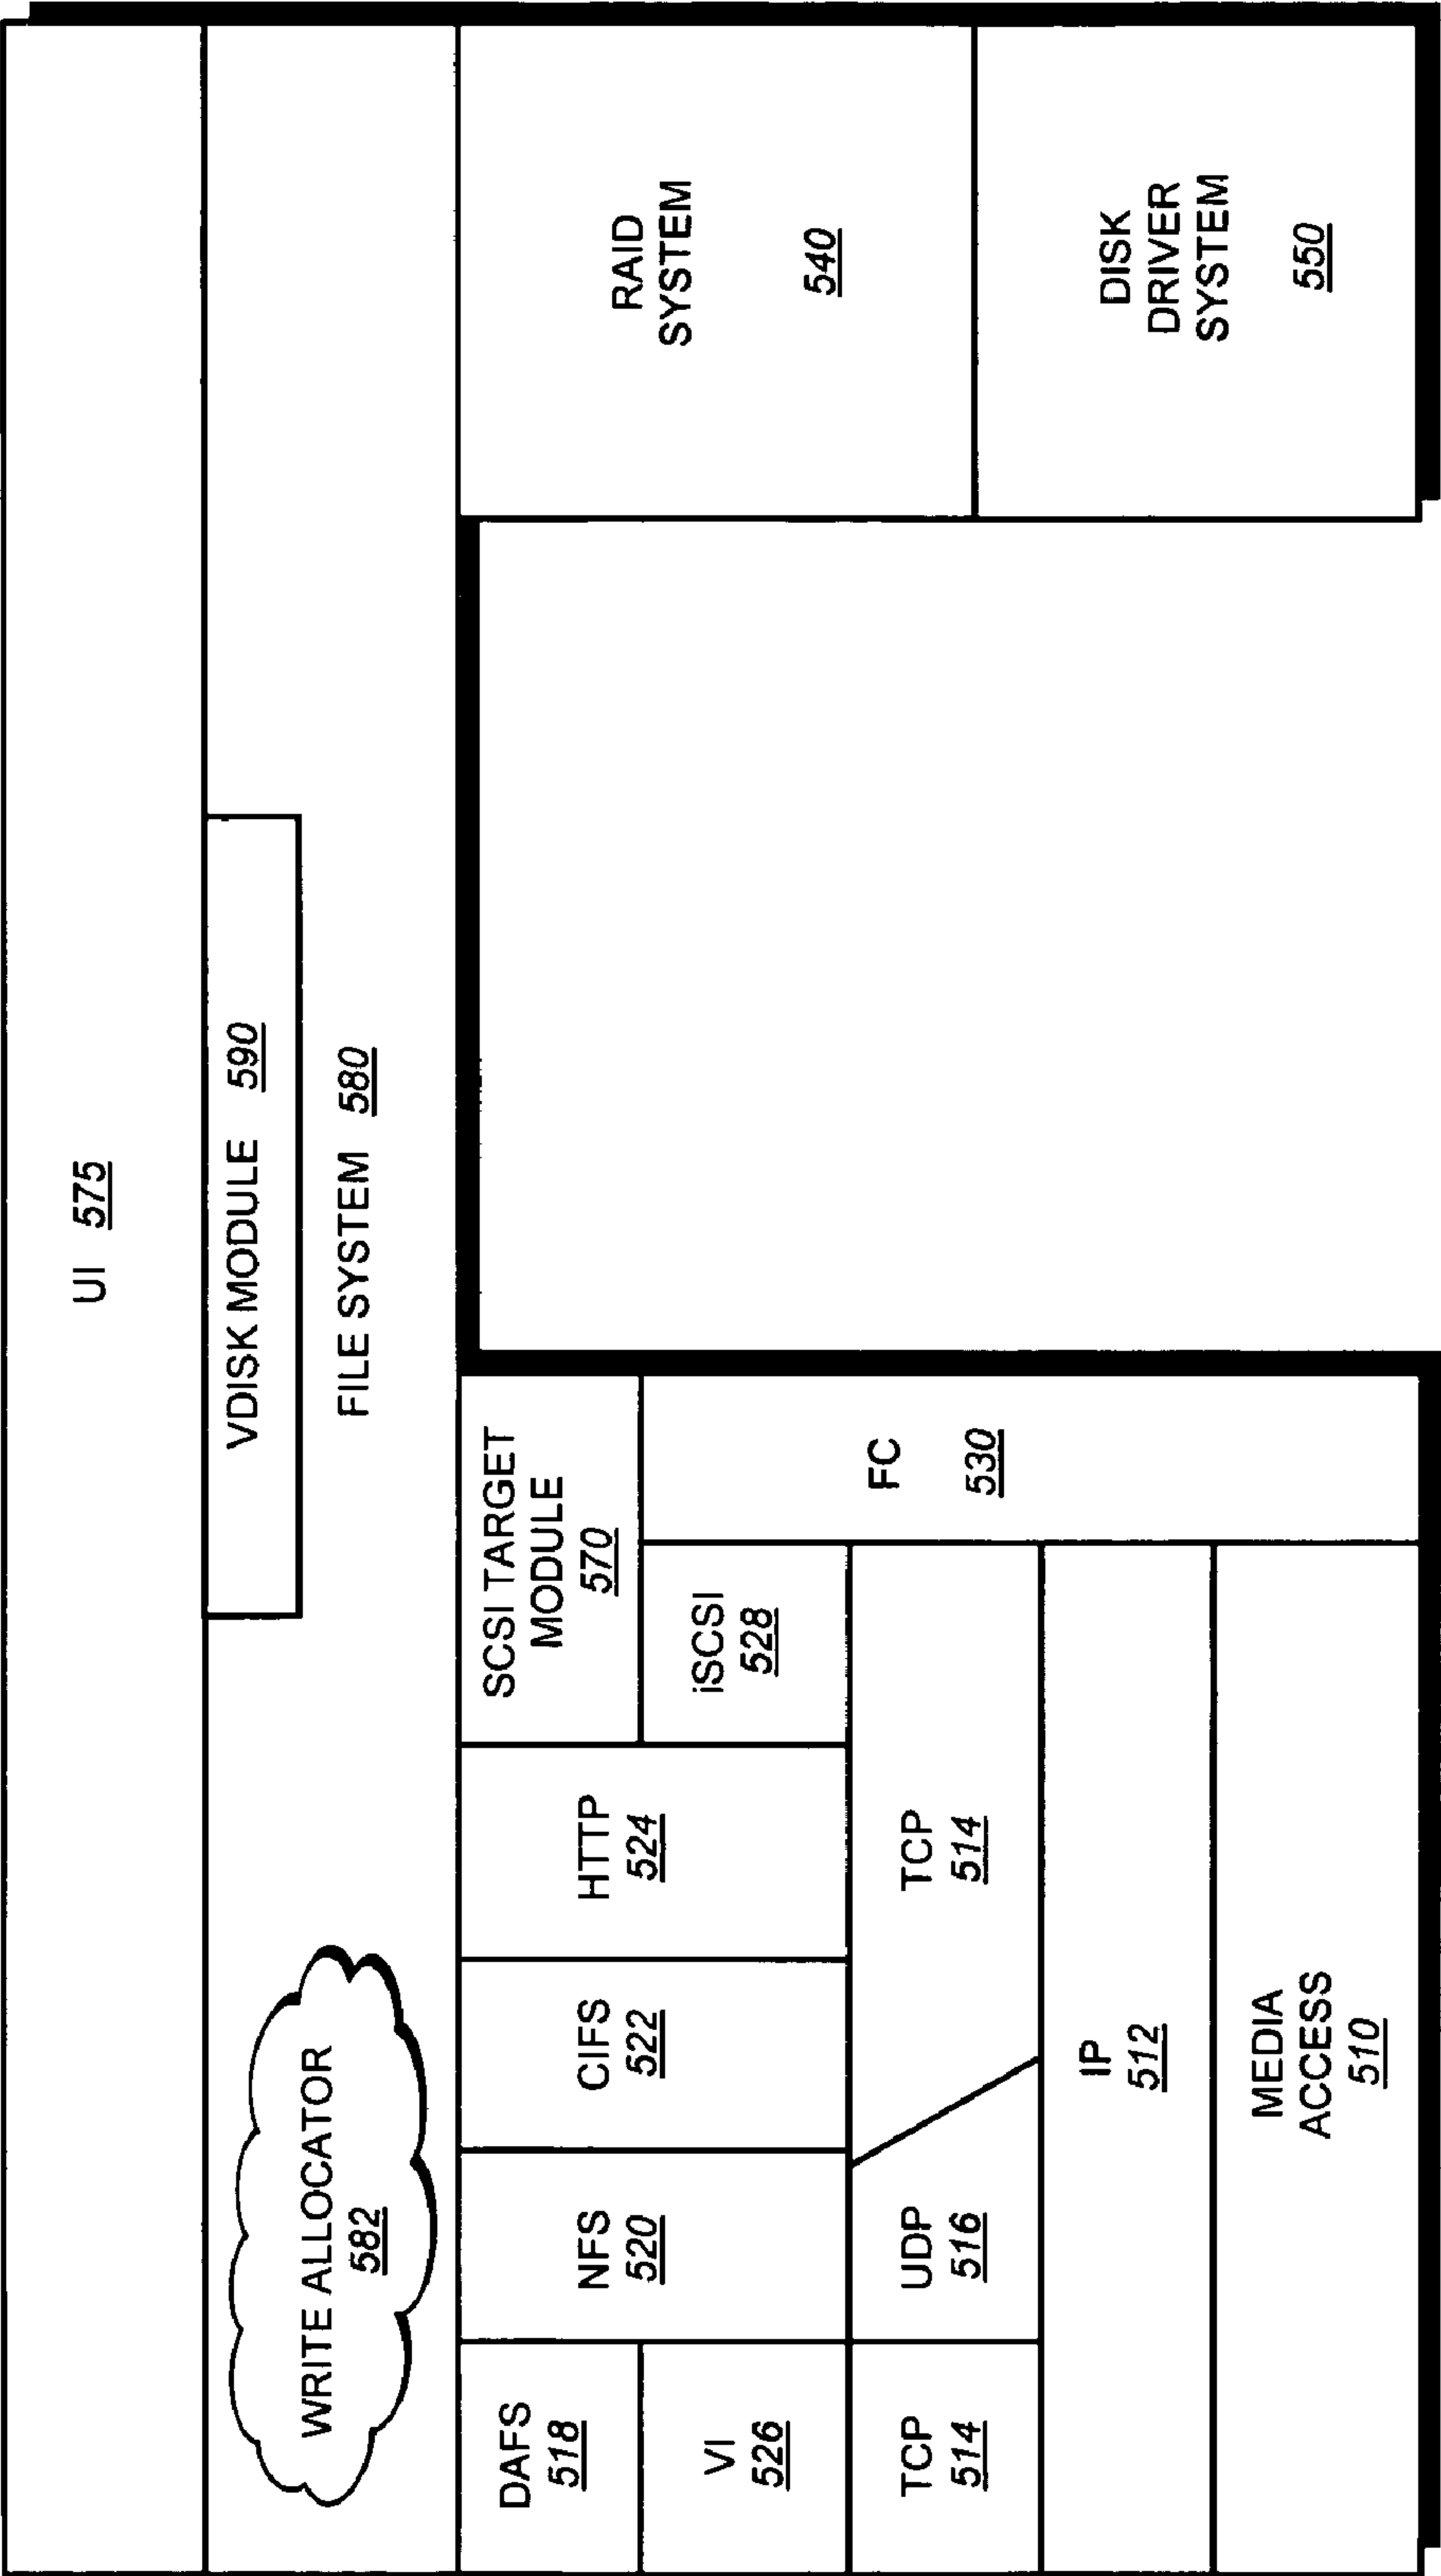 UI 575
VDISK MODULE 590
FILE SYSTEM 580
WRITE ALLOCATOR
582
DAFS
518
VI
526
TCP
514
NFS
520
UDP
516
CIFS
522
HTTP
524
TCP
514
SCSI TARGET
MODULE
570
iSCSI
528
FC
530
IP
512
MEDIA
ACCESS
510
RAID
SYSTEM
540
DISK
DRIVER
SYSTEM
550